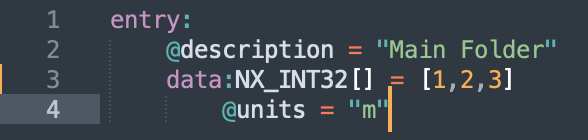 1 entry:
2 @description = "Main Folder"
3 data:NX_INT32[] = [1,2,3]
4 @units = "m"